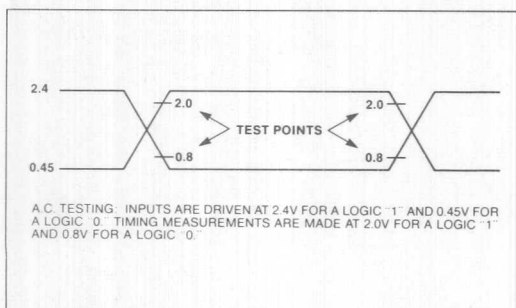 2.4
2.0
2.0
TEST POINTS
0.8
0.8
0.45
A.C. TESTING: INPUTS ARE DRIVEN AT 2.4V FOR A LOGIC "1" AND 0.45V FOR
A LOGIC "0." TIMING MEASUREMENTS ARE MADE AT 2.0V FOR A LOGIC "1"
AND 0.8V FOR A LOGIC "0."